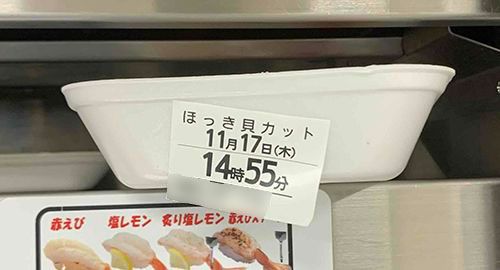 ほっき貝カット
11月17日(木)
14時55分
赤えび 塩レモン 炙り塩レモン